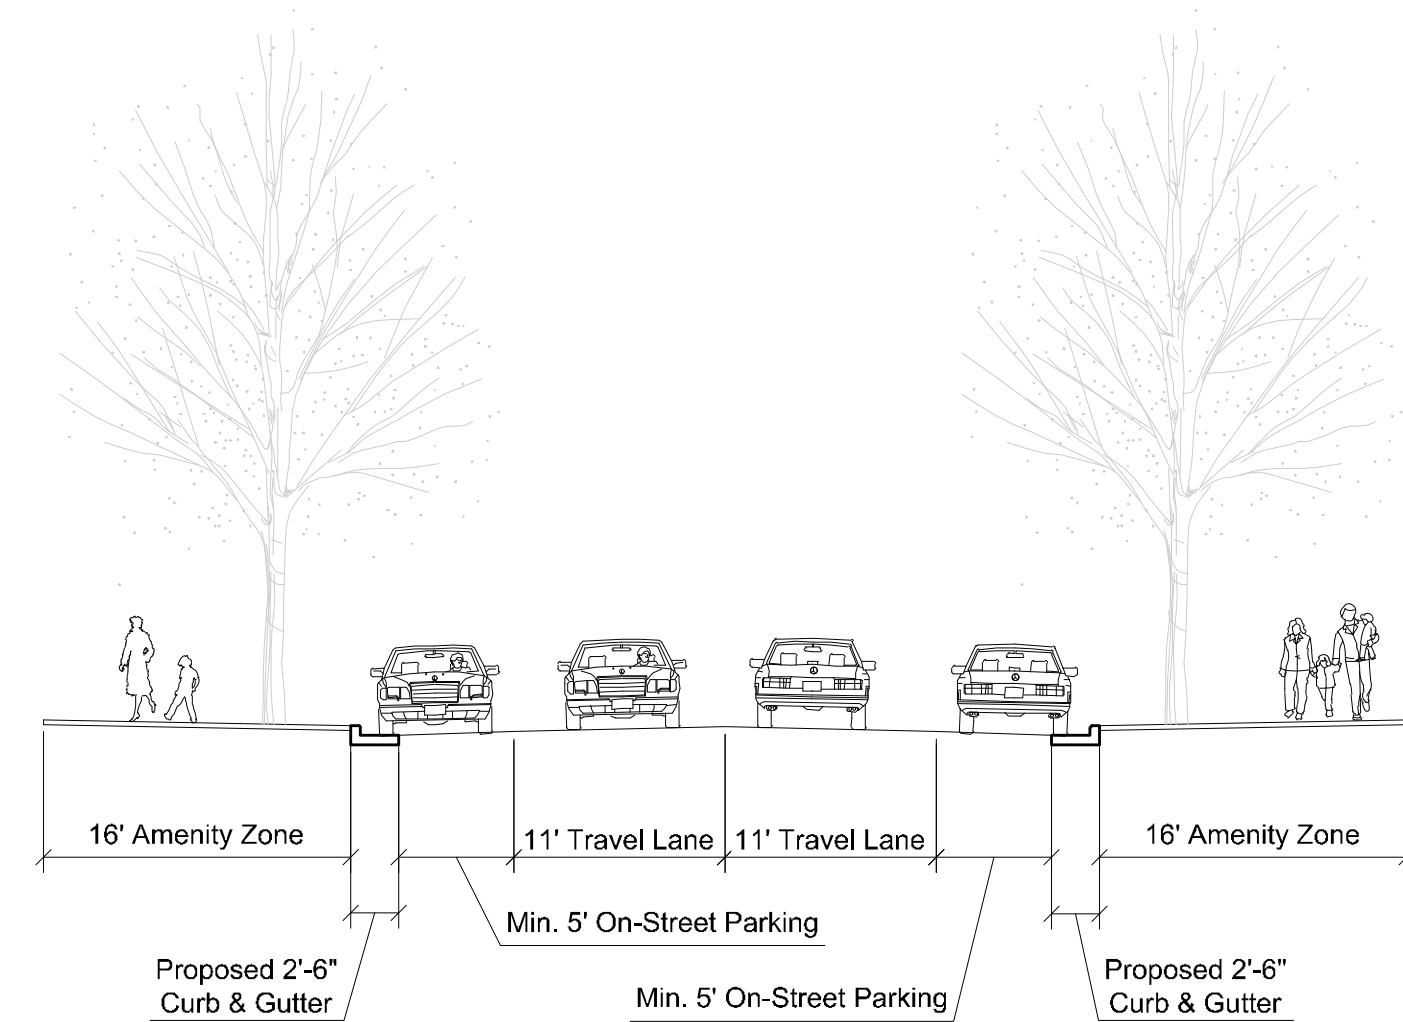 16' Amenity Zone
11' Travel Lane
11' Travel Lane
16' Amenity Zone
Min. 5' On-Street Parking
Proposed 2'-6"
Curb & Gutter
Min. 5' On-Street Parking
Proposed 2'-6"
Curb & Gutter